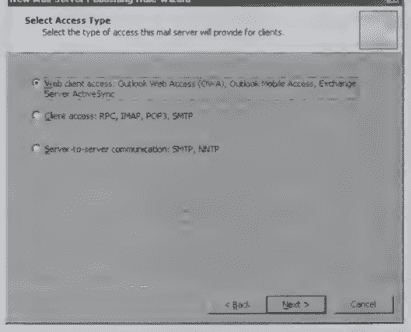 New Mail Server Publishing Rule Wizard
Select Access Type
Select the type of access this mail server will provide for clients.
Web client access: Outlook Web Access (OWA), Outlook Mobile Access, Exchange
Server ActiveSync
Client access: RPC, IMAP, POP3, SMTP
Server-to-server communication: SMTP, NNTP
< Back
Next >
Cancel